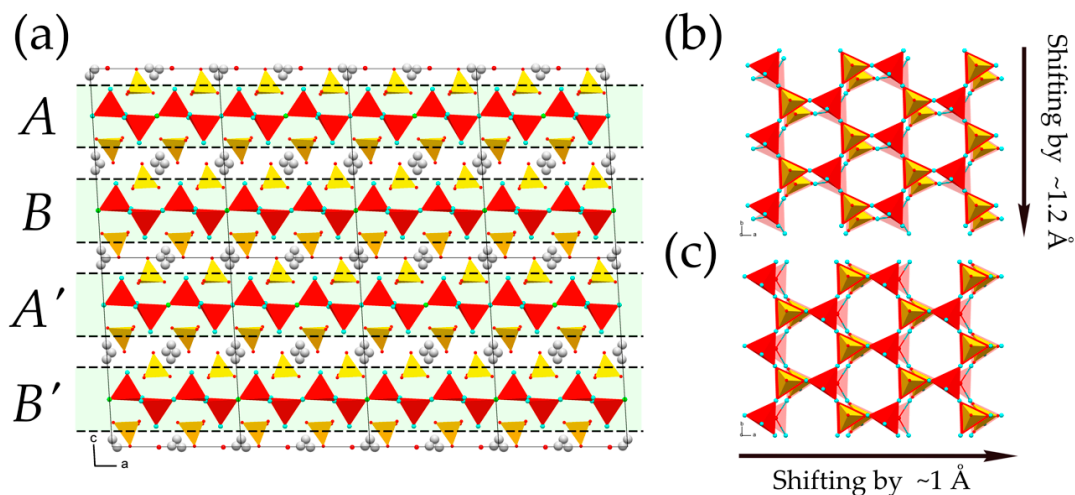 (a)
A
B
A′
B′
c
a
(b)
Shifting by ~1.2 Å
(c)
Shifting by ~1 Å